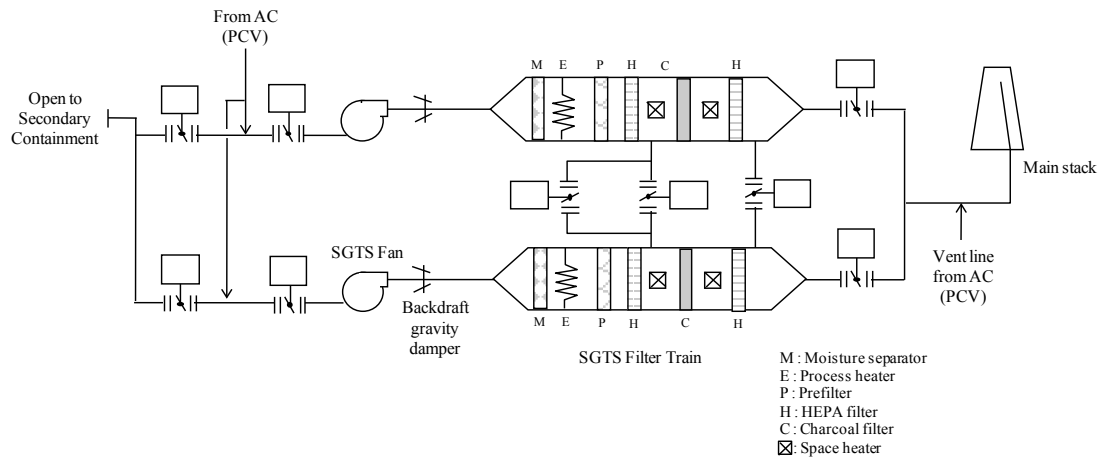 From AC
(PCV)
Open to
Secondary
Containment
M E P H C H
Main stack
SGTS Fan
Backdraft
gravity
damper
Vent line
from AC
(PCV)
M E P H C H
SGTS Filter Train
M : Moisture separator
E : Process heater
P : Prefilter
H : HEPA filter
C : Charcoal filter
: Space heater